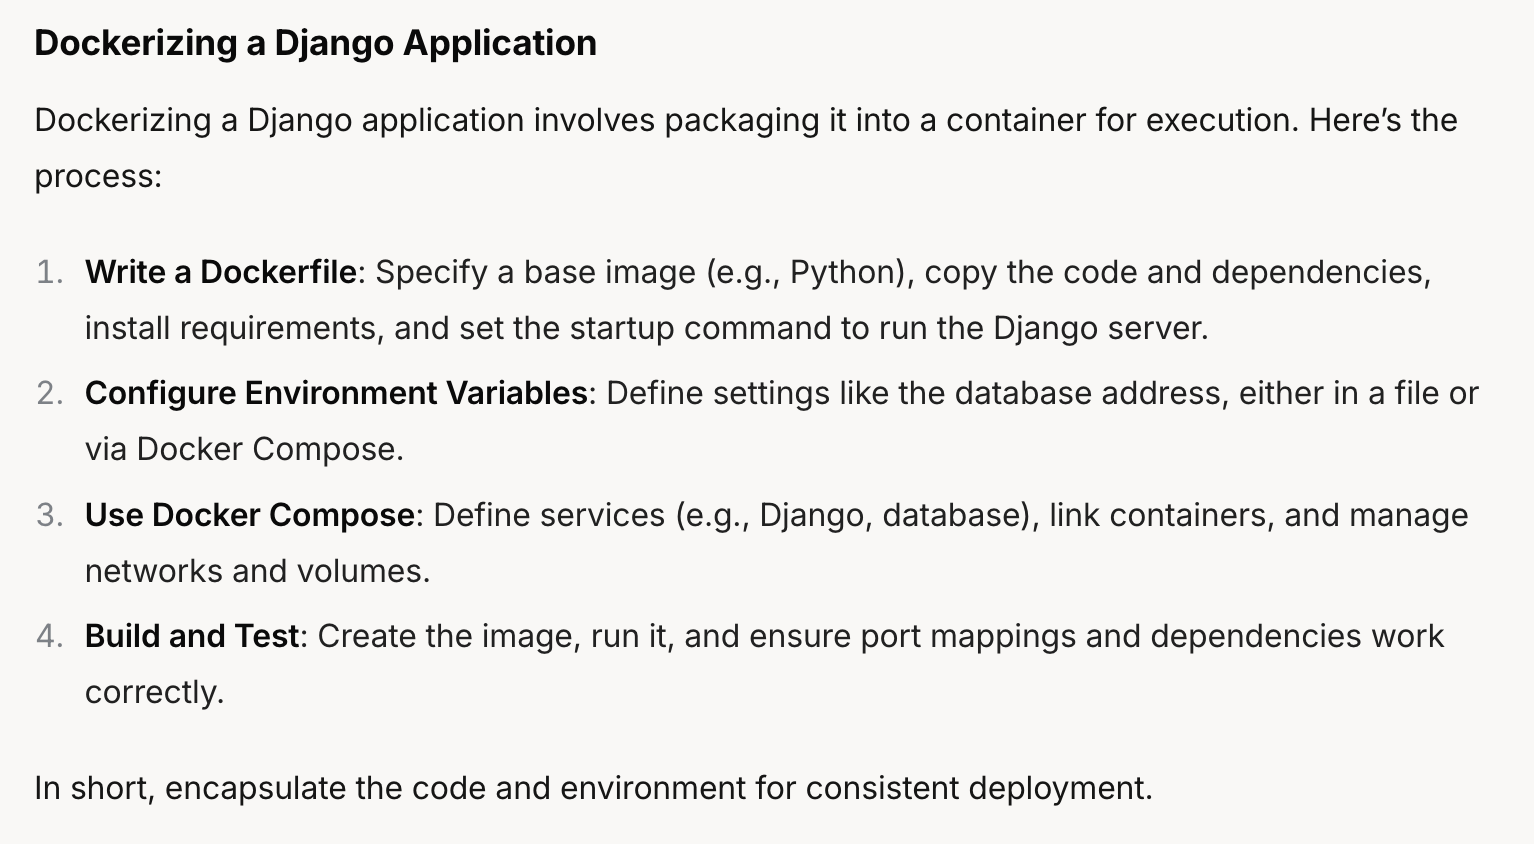 Dockerizing a Django Application
Dockerizing a Django application involves packaging it into a container for execution. Here’s the
process:
1. Write a Dockerfile: Specify a base image (e.g., Python), copy the code and dependencies,
install requirements, and set the startup command to run the Django server.
2. Configure Environment Variables: Define settings like the database address, either in a file or
via Docker Compose.
3. Use Docker Compose: Define services (e.g., Django, database), link containers, and manage
networks and volumes.
4. Build and Test: Create the image, run it, and ensure port mappings and dependencies work
correctly.
In short, encapsulate the code and environment for consistent deployment.